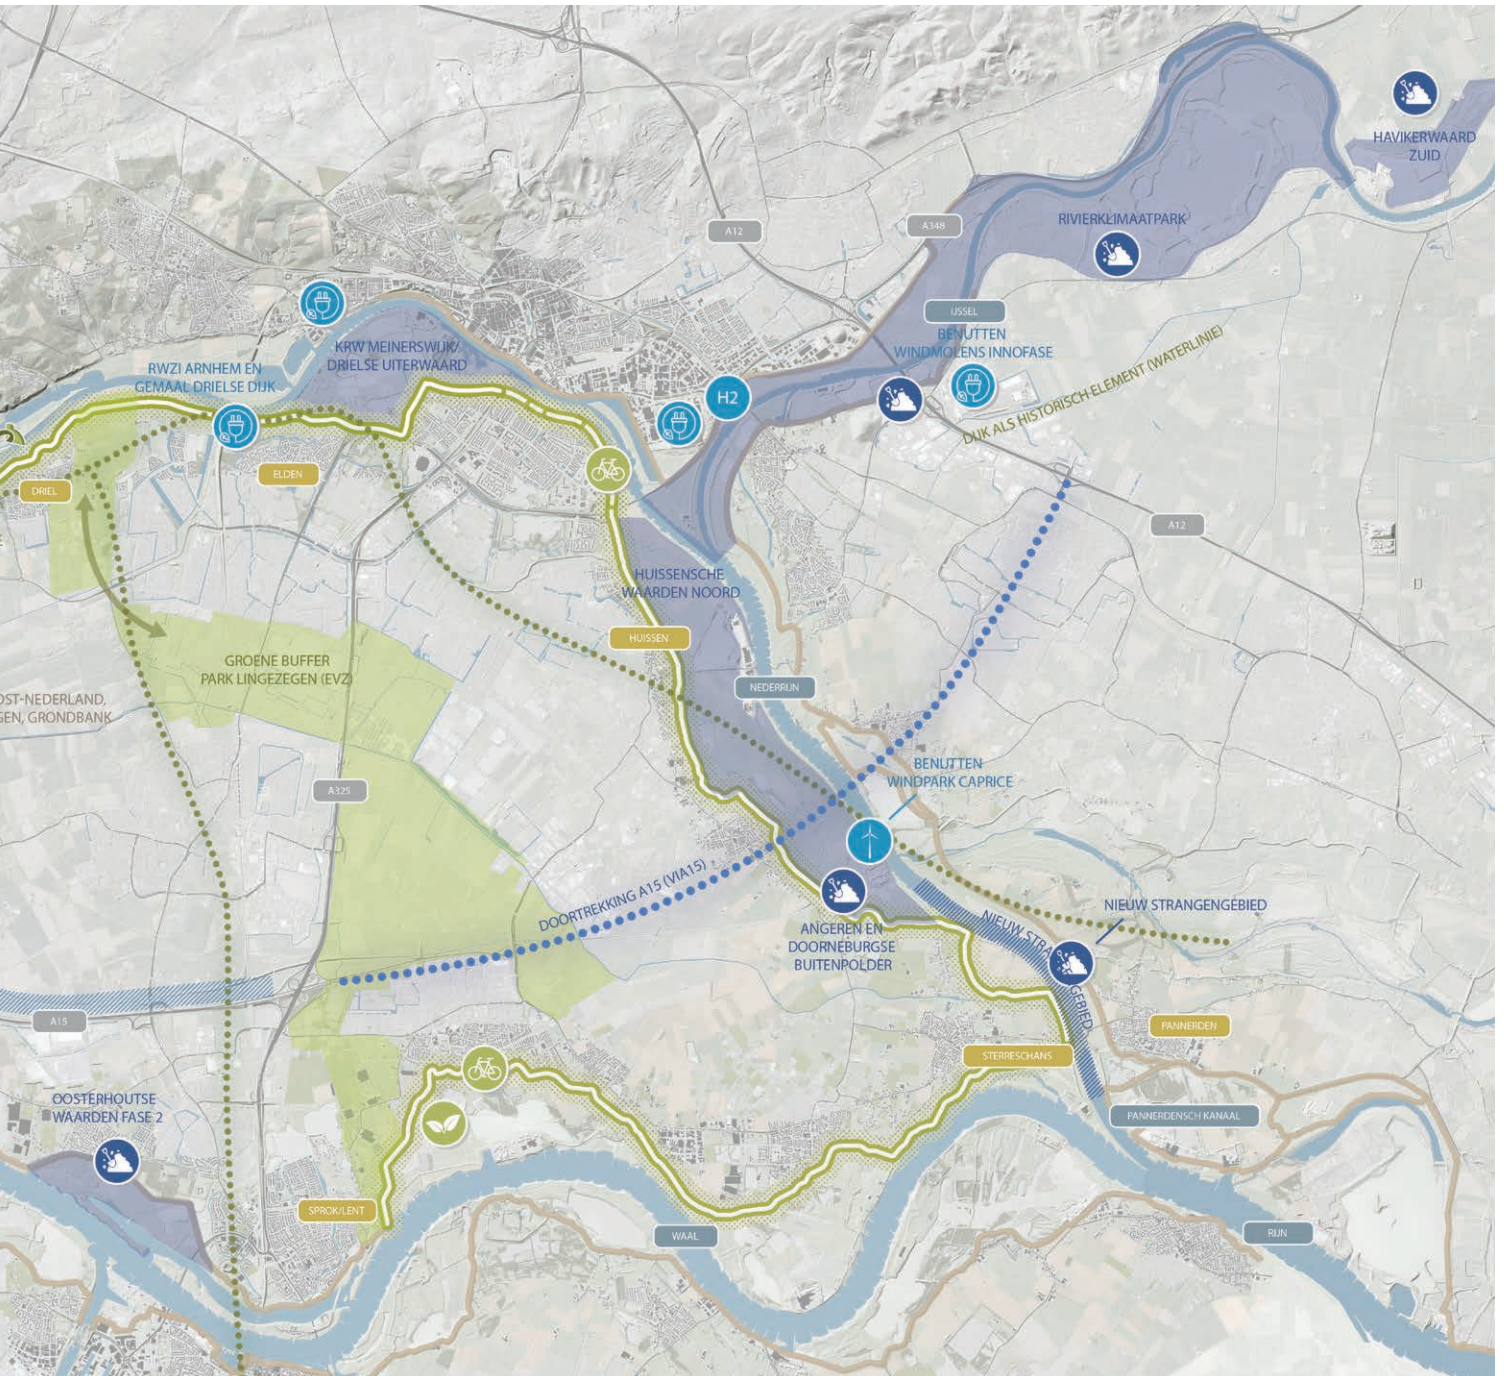 HAVIKERWAARD
ZUID
RIVIERKLIMAATPARK
A12
A348
IJSSEL
BENUTTEN
WINDMOLENS INNOFASE
KRW MEINERSWIJK/
DRIELSE UITERWAARD
RWZI ARNHEM EN
GEMAAL DRIELSE DIJK
H2
DIJK ALS HISTORISCH ELEMENT (WATERLINIE)
ELDEN
DRIEL
A12
HUISSENSCHE
WAARDEN NOORD
HUISSEN
GROENE BUFFER
PARK LINGEZEGEN (EVZ)
NEDERRIJN
OST-NEDERLAND,
GEN, GRONDBANK
A325
BENUTTEN
WINDPARK CAPRICE
DOORTREKKING A15 (VIA15)
NIEUW STRANGENGEBIED
ANGEREN EN
DOORNEBURGSE
BUITENPOLDER
NIEUW STRA
GEBIED
A15
PANNERDEN
STERRESCHANS
OOSTERHOUTSE
WAARDEN FASE 2
PANNERDENSCH KANAAL
SPROK/LENT
WAAL
RIJN